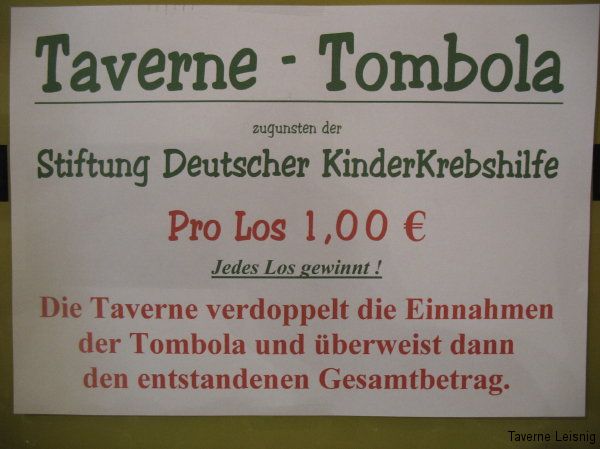 Taverne - Tombola
zugunsten der
Stiftung Deutscher KinderKrebshilfe
Pro Los 1,00 €
Jedes Los gewinnt !
Die Taverne verdoppelt die Einnahmen
der Tombola und überweist dann
den entstandenen Gesamtbetrag.
Taverne Leisnig